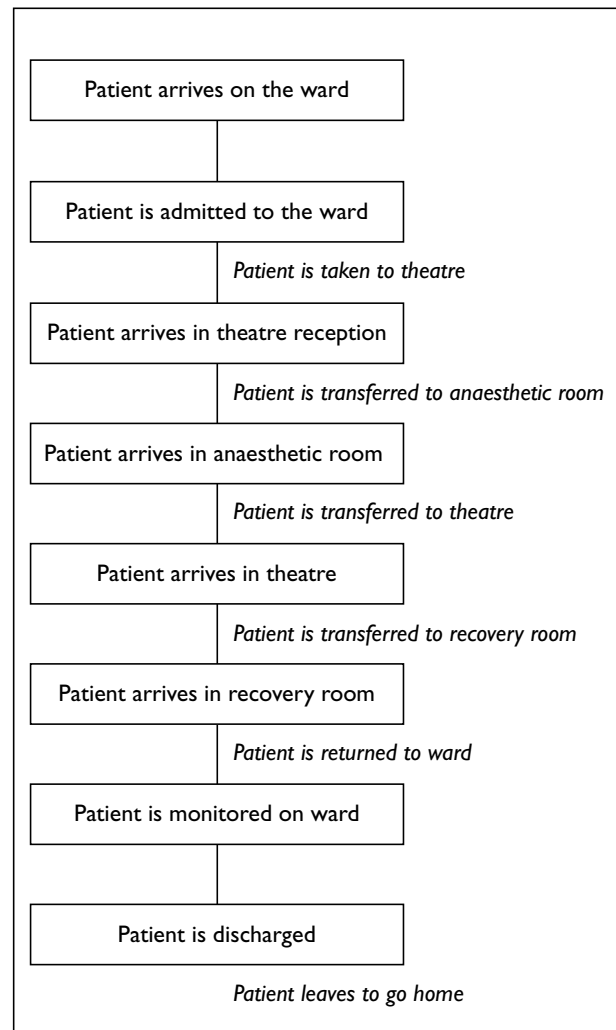 Patient arrives on the ward
Patient is admitted to the ward
Patient is taken to theatre
Patient arrives in theatre reception
Patient is transferred to anaesthetic room
Patient arrives in anaesthetic room
Patient is transferred to theatre
Patient arrives in theatre
Patient is transferred to recovery room
Patient arrives in recovery room
Patient is returned to ward
Patient is monitored on ward
Patient is discharged
Patient leaves to go home